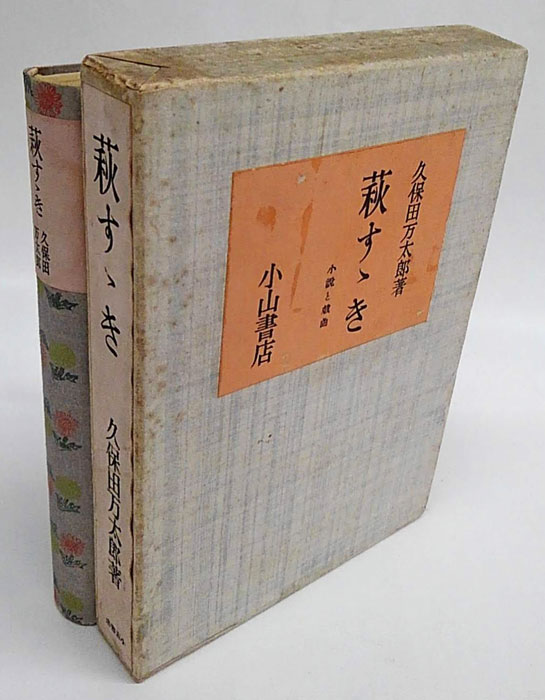 久保田万太郎著
萩すゝき
小説と戯曲
小山書店
萩すゝき
久保田万太郎著
萩すゝき
久保田
万太郎